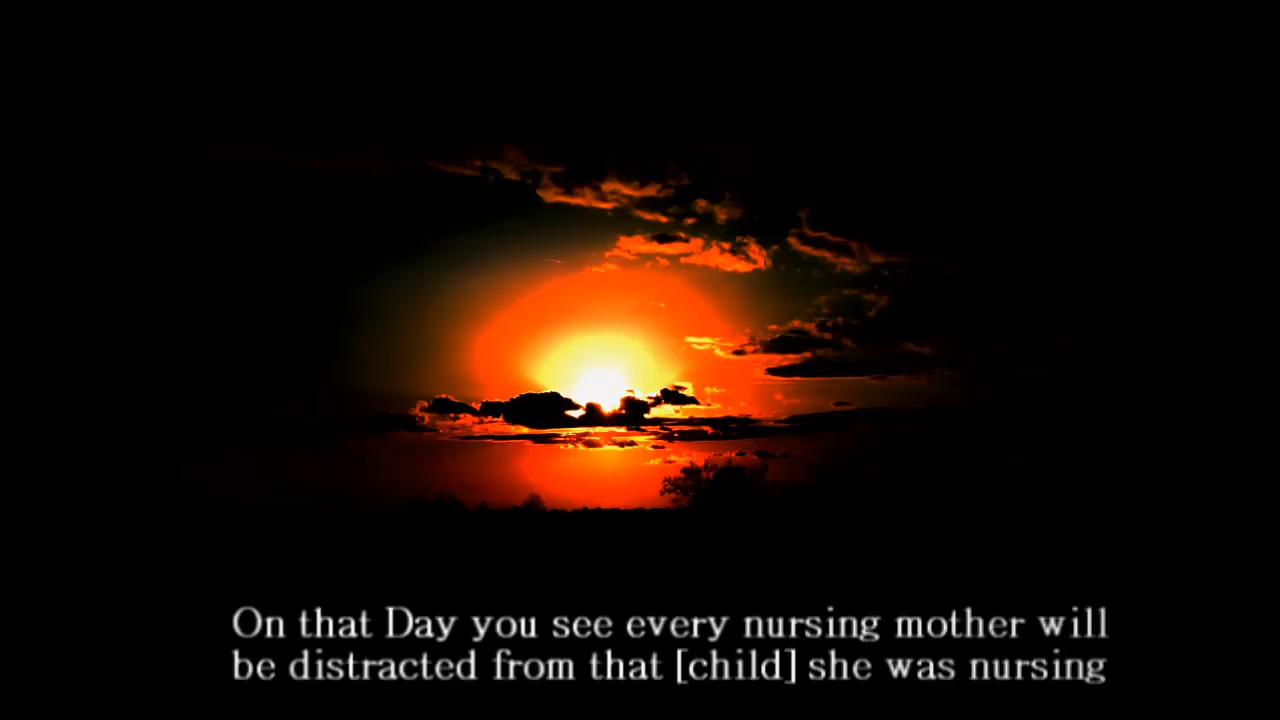 On that Day you see every nursing mother will
be distracted from that [child] she was nursing